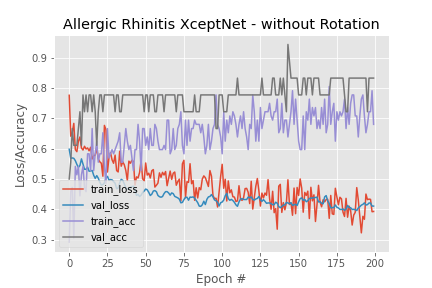 Allergic Rhinitis XceptNet - without Rotation
Loss/Accuracy
0.9
0.8
0.7
0.6
0.5
0.4
0.3
train_loss
val_loss
train_acc
val_acc
0 25 50 75 100 125 150 175 200
Epoch #